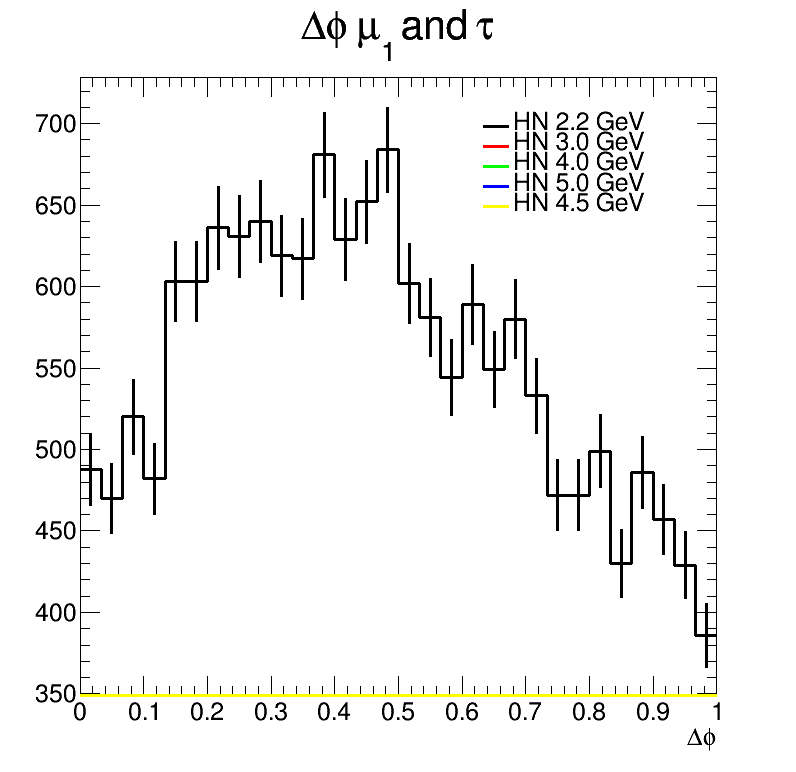 Δϕ μ1 and τ
HN 2.2 GeV
HN 3.0 GeV
HN 4.0 GeV
HN 5.0 GeV
HN 4.5 GeV
700
650
600
550
500
450
400
350
0 0.1 0.2 0.3 0.4 0.5 0.6 0.7 0.8 0.9 1
Δϕ